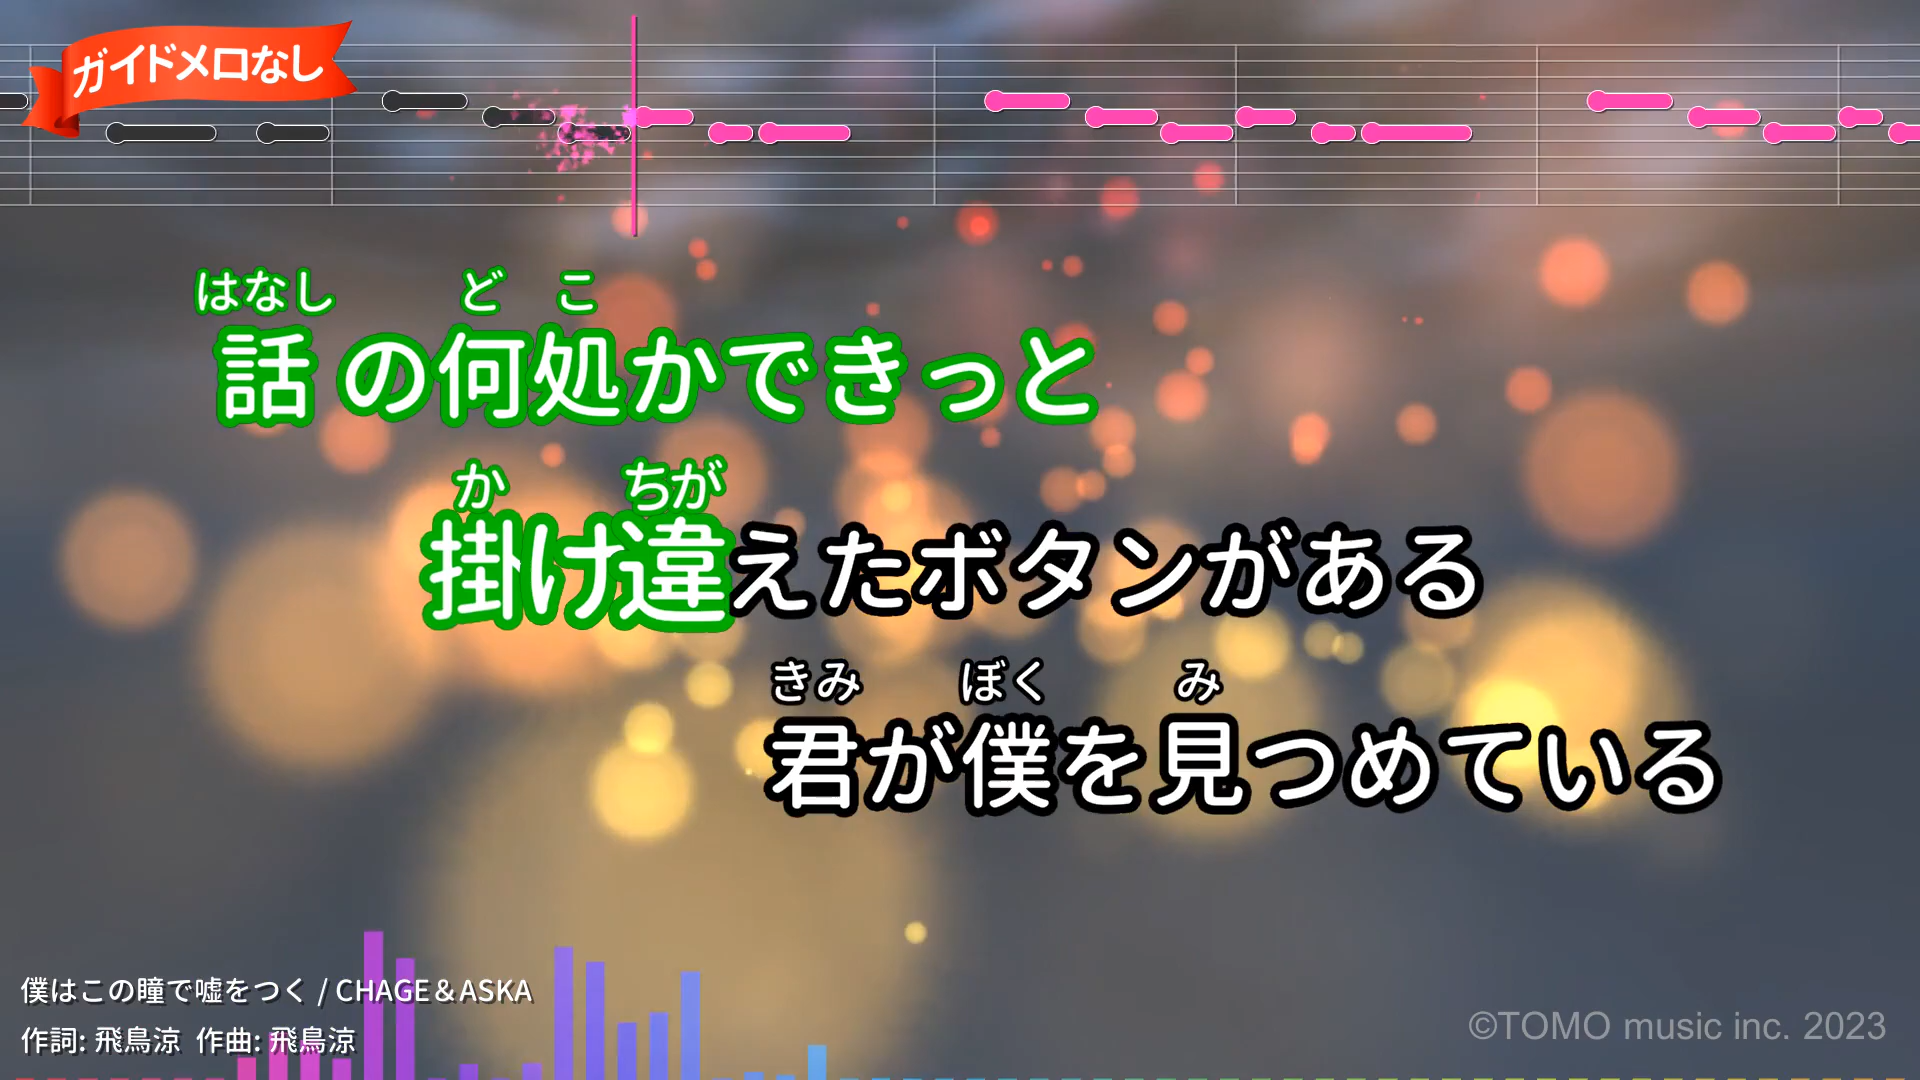 ガイドメロなし
はなし ど こ
話の何処かできっと
か ちが
掛け違えたボタンがある
きみ ぼく み
君が僕を見つめている
僕はこの瞳で嘘をつく / CHAGE&ASKA
作詞: 飛鳥涼 作曲: 飛鳥涼
©TOMO music inc. 2023